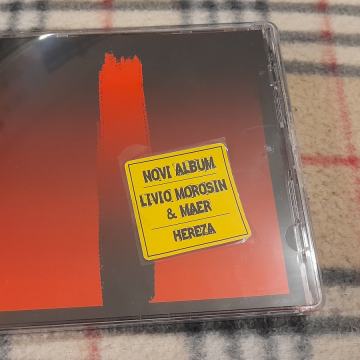 NOVI ALBUM
LIVIO MOROSIN
& MAER
HEREZA